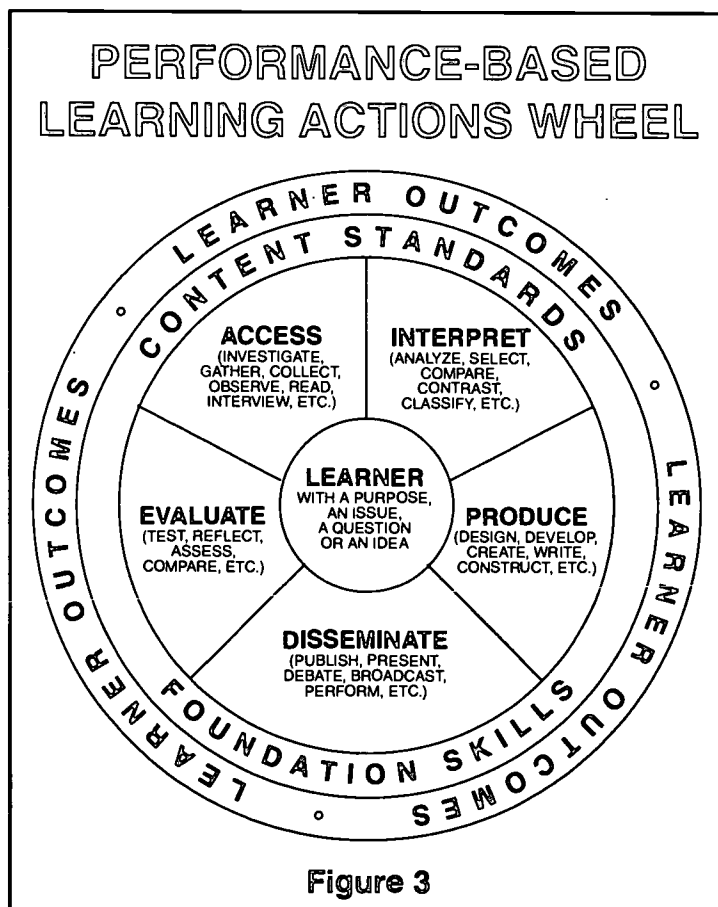 PERFORMANCE-BASED
LEARNING ACTIONS WHEEL
LEARNER OUTCOMES
LEARNER OUTCOMES
LEARNER OUTCOMES
CONTENT STANDARDS
ACCESS
(INVESTIGATE,
GATHER, COLLECT,
OBSERVE, READ,
INTERVIEW, ETC.)
INTERPRET
(ANALYZE, SELECT,
COMPARE,
CONTRAST,
CLASSIFY, ETC.)
LEARNER
WITH A PURPOSE,
AN ISSUE,
A QUESTION
OR AN IDEA
EVALUATE
(TEST, REFLECT,
ASSESS,
COMPARE, ETC.)
PRODUCE
(DESIGN, DEVELOP,
CREATE, WRITE,
CONSTRUCT, ETC.)
DISSEMINATE
(PUBLISH, PRESENT,
DEBATE, BROADCAST,
PERFORM, ETC.)
FOUNDATION SKILLS
Figure 3